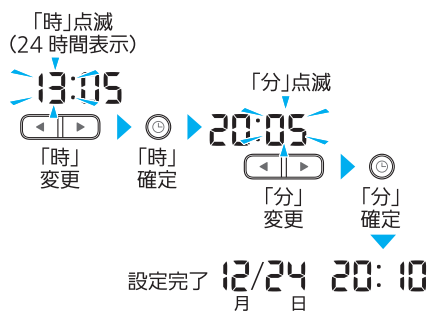 「時」点滅
（24 時間表示）
13:05
「時」
変更
「時」
確定
「分」点滅
20:05
「分」
変更
「分」
確定
設定完了 12/24 20:10
月 日